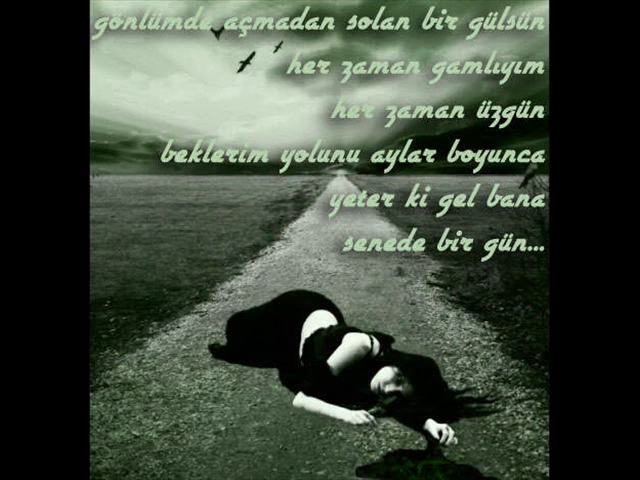 gönlümde açmadan solan bir gülsün
her zaman gamlıyım
her zaman üzgün
beklerim yolunu aylar boyunca
yeter ki gel bana
senede bir gün...